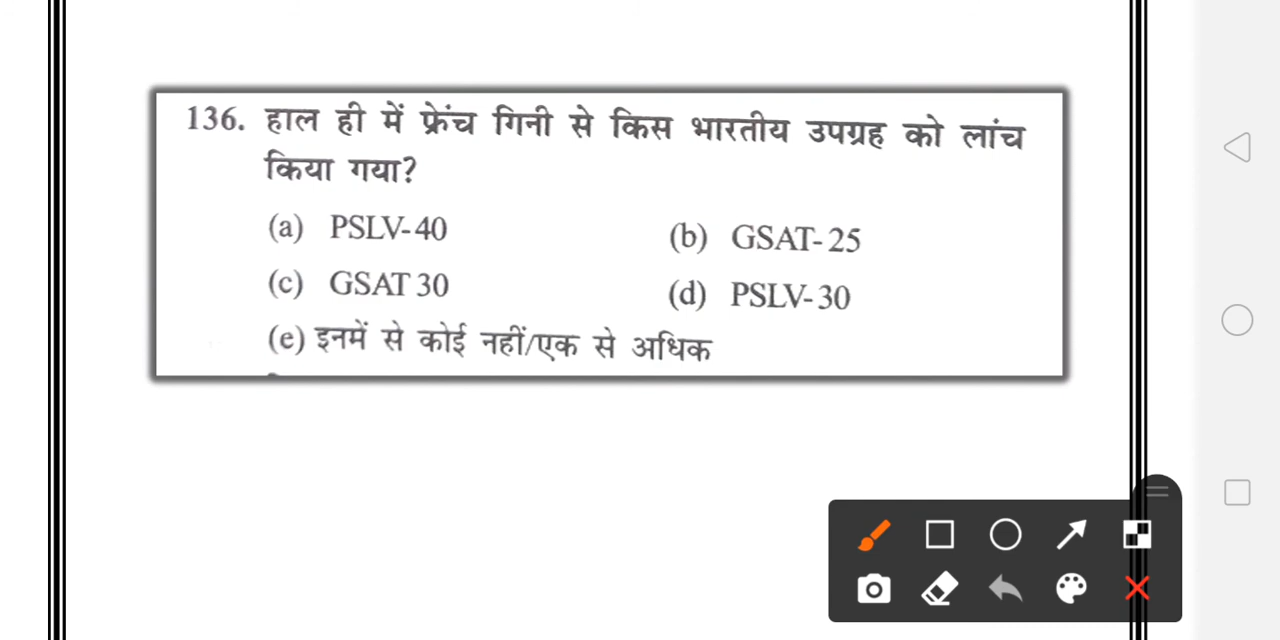 136. हाल ही में फ्रेंच गिनी से किस भारतीय उपग्रह को लांच
किया गया?
(a) PSLV-40 (b) GSAT-25
(c) GSAT 30 (d) PSLV-30
(e) इनमें से कोई नहीं/एक से अधिक